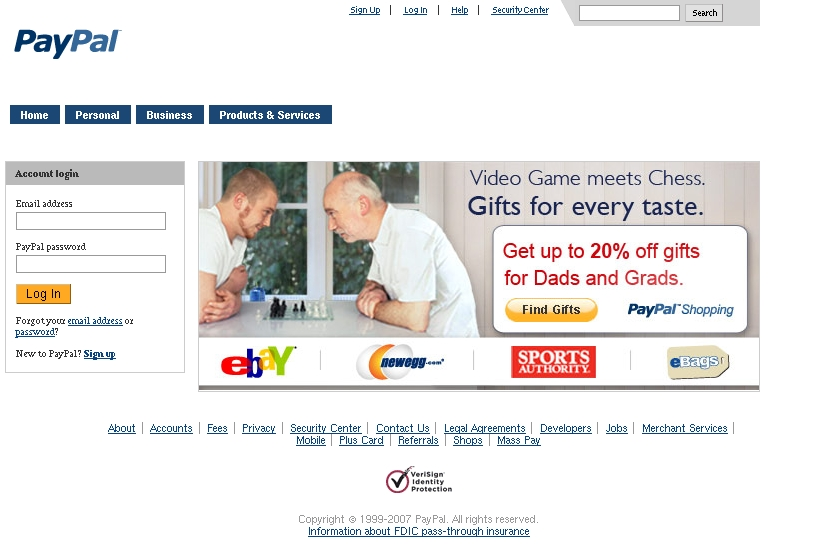 Sign Up | Log In | Help | Security Center
Search
PayPal
Home Personal Business Products & Services
Account login
Email address
PayPal password
Log In
Forgot your email address or
password?
New to PayPal? Sign up
Video Game meets Chess.
Gifts for every taste.
Get up to 20% off gifts
for Dads and Grads.
Find Gifts
PayPal Shopping
ebay
newegg.com
SPORTS
AUTHORITY
eBags
About | Accounts | Fees | Privacy | Security Center | Contact Us | Legal Agreements | Developers | Jobs | Merchant Services |
Mobile | Plus Card | Referrals | Shops | Mass Pay
VeriSign
Identity
Protection
Copyright © 1999-2007 PayPal. All rights reserved.
Information about FDIC pass-through insurance